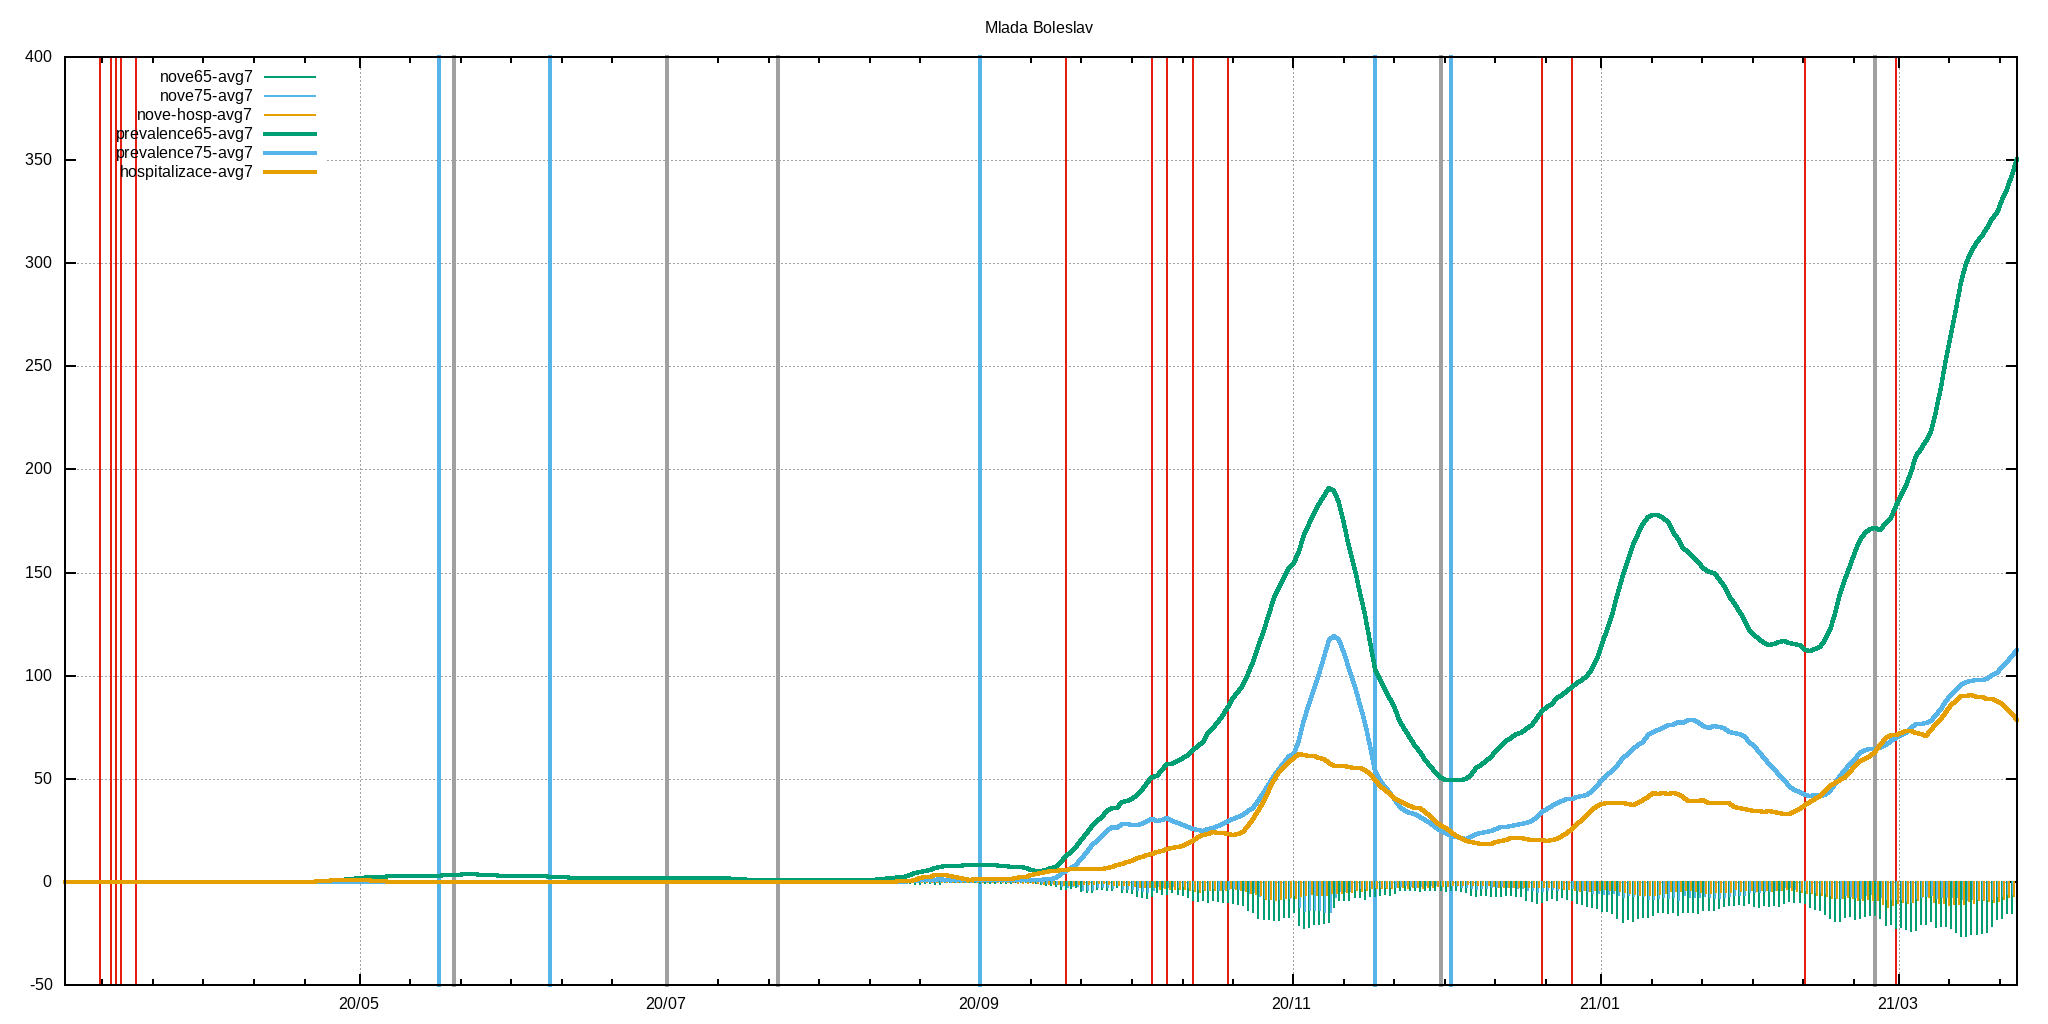 Mlada Boleslav
400
350
300
250
200
150
100
50
0
-50
nove65-avg7
nove75-avg7
nove-hosp-avg7
prevalence65-avg7
prevalence75-avg7
hospitalizace-avg7
20/05 20/07 20/09 20/11 21/01 21/03